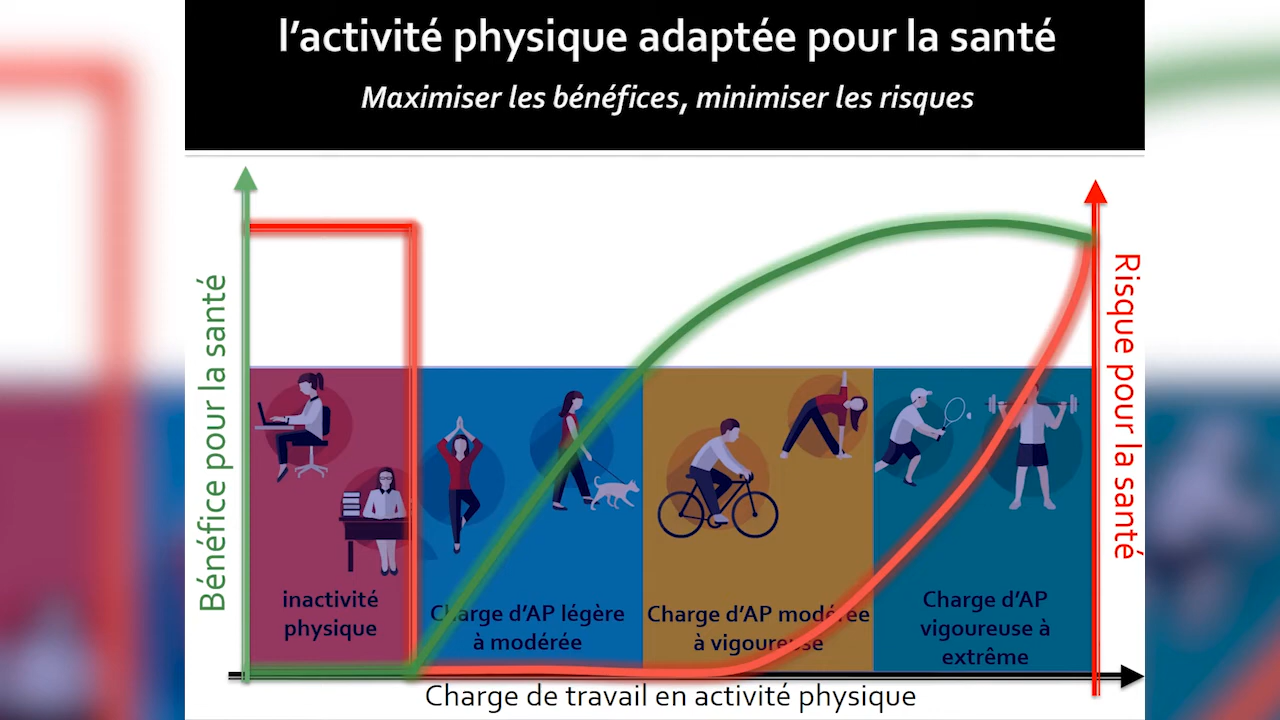 l'activité physique adaptée pour la santé
Maximiser les bénéfices, minimiser les risques
Bénéfice pour la santé
Risque pour la santé
inactivité
physique
Charge d'AP légère
à modérée
Charge d'AP modérée
à vigoureuse
Charge d'AP
vigoureuse à
extrême
Charge de travail en activité physique